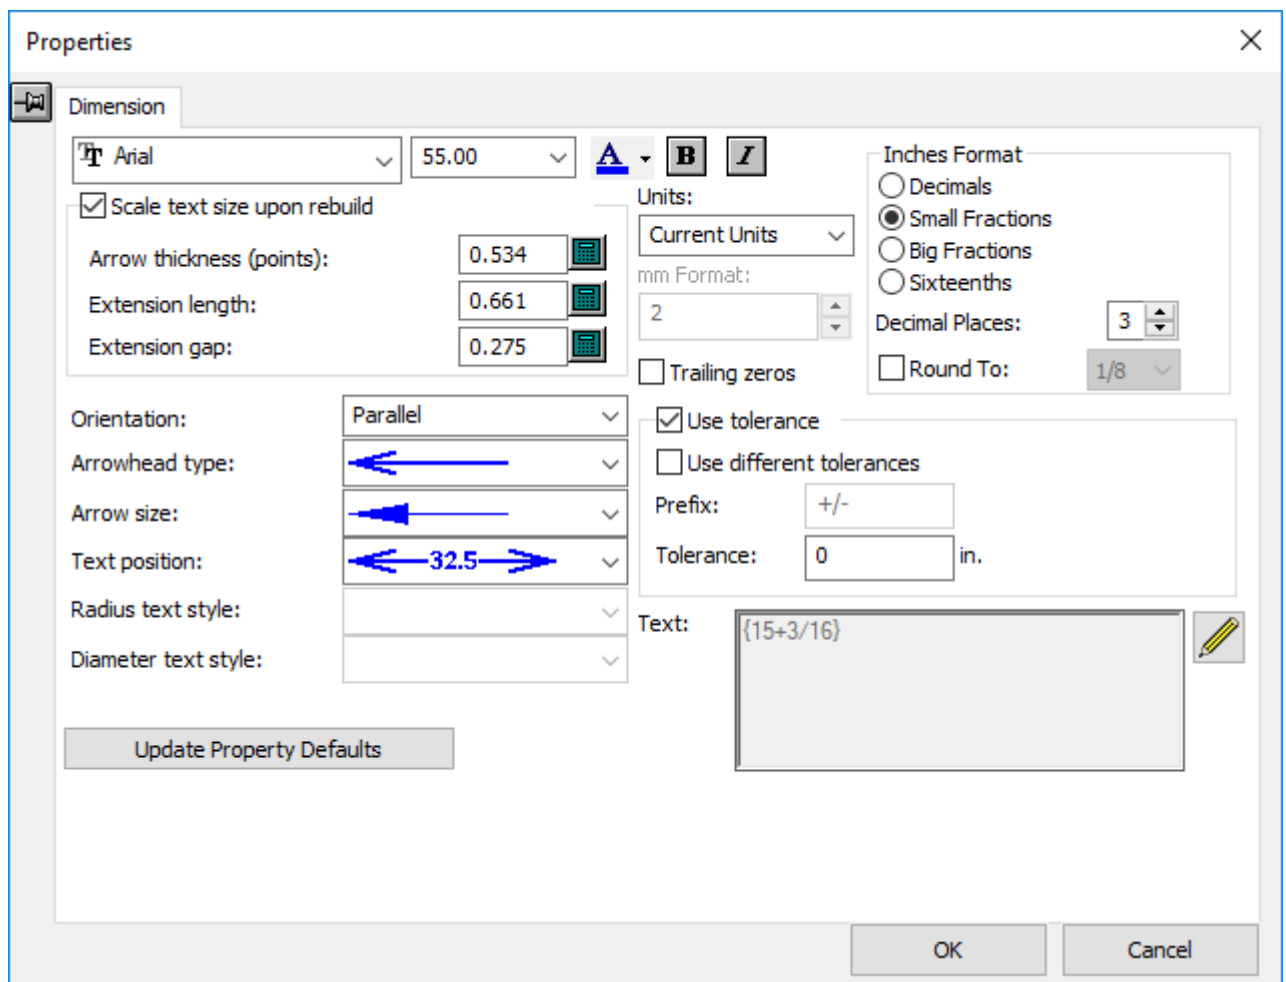 Properties
Dimension
Arial
55.00
A
B
I
Scale text size upon rebuild
Arrow thickness (points):
0.534
Extension length:
0.661
Extension gap:
0.275
Units:
Current Units
mm Format:
2
Trailing zeros
Inches Format
Decimals
Small Fractions
Big Fractions
Sixteenths
Decimal Places:
3
Round To:
1/8
Orientation:
Parallel
Arrowhead type:
Arrow size:
Text position:
32.5
Radius text style:
Diameter text style:
Use tolerance
Use different tolerances
Prefix:
+/-
Tolerance:
0
in.
Text:
{15+3/16}
Update Property Defaults
OK
Cancel